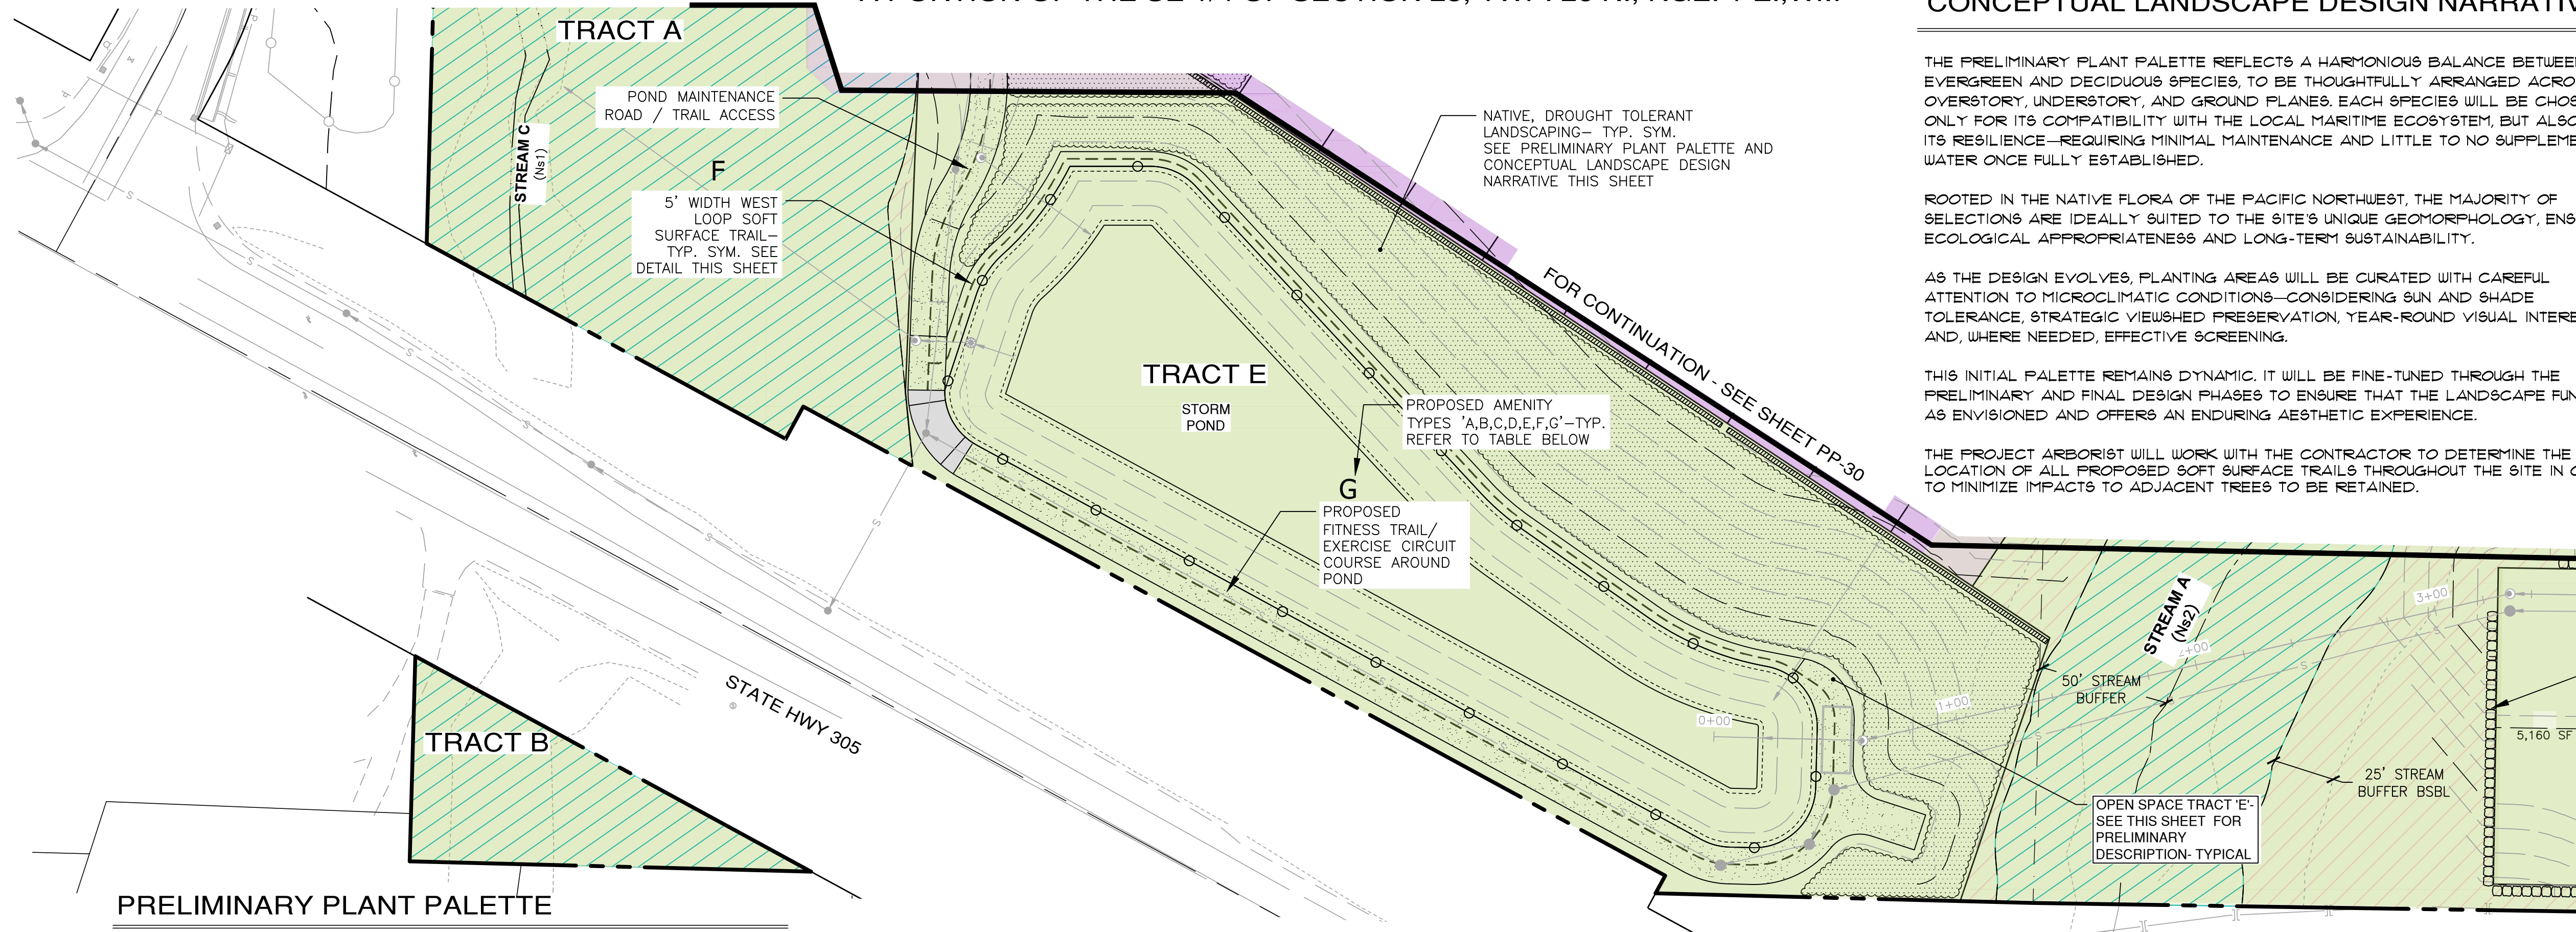 TRACT A
POND MAINTENANCE
ROAD / TRAIL ACCESS
STREAM C
(Ns1)
F
5' WIDTH WEST
LOOP SOFT
SURFACE TRAIL–
TYP. SYM. SEE
DETAIL THIS SHEET
NATIVE, DROUGHT TOLERANT
LANDSCAPING– TYP. SYM.
SEE PRELIMINARY PLANT PALETTE AND
CONCEPTUAL LANDSCAPE DESIGN
NARRATIVE THIS SHEET
FOR CONTINUATION - SEE SHEET PP-30
TRACT E
STORM
POND
PROPOSED AMENITY
TYPES 'A,B,C,D,E,F,G'–TYP.
REFER TO TABLE BELOW
G
PROPOSED
FITNESS TRAIL/
EXERCISE CIRCUIT
COURSE AROUND
POND
STATE HWY 305
TRACT B
PRELIMINARY PLANT PALETTE
0+00
1+00
2+00
3+00
STREAM A
(Ns2)
50' STREAM
BUFFER
25' STREAM
BUFFER BSBL
5,160 SF
OPEN SPACE TRACT 'E'-
SEE THIS SHEET FOR
PRELIMINARY
DESCRIPTION- TYPICAL
CONCEPTUAL LANDSCAPE DESIGN
THE PRELIMINARY PLANT PALETTE REFLECTS A HARMONIOUS BALANCE BETWEEN
EVERGREEN AND DECIDUOUS SPECIES, TO BE THOUGHTFULLY ARRANGED
OVERSTORY, UNDERSTORY, AND GROUND PLANES. EACH SPECIES WILL BE
ONLY FOR ITS COMPATIBILITY WITH THE LOCAL MARITIME ECOSYSTEM, BUT ALSO
ITS RESILIENCE—REQUIRING MINIMAL MAINTENANCE AND LITTLE TO NO
WATER ONCE FULLY ESTABLISHED.
ROOTED IN THE NATIVE FLORA OF THE PACIFIC NORTHWEST, THE MAJORITY OF
SELECTIONS ARE IDEALLY SUITED TO THE SITE'S UNIQUE GEOMORPHOLOGY,
ECOLOGICAL APPROPRIATENESS AND LONG-TERM SUSTAINABILITY.
AS THE DESIGN EVOLVES, PLANTING AREAS WILL BE CURATED WITH CAREFUL
ATTENTION TO MICROCLIMATIC CONDITIONS—CONSIDERING SUN AND SHADE
TOLERANCE, STRATEGIC VIEWSHED PRESERVATION, YEAR-ROUND VISUAL
AND, WHERE NEEDED, EFFECTIVE SCREENING.
THIS INITIAL PALETTE REMAINS DYNAMIC. IT WILL BE FINE-TUNED THROUGH THE
PRELIMINARY AND FINAL DESIGN PHASES TO ENSURE THAT THE LANDSCAPE
AS ENVISIONED AND OFFERS AN ENDURING AESTHETIC EXPERIENCE.
THE PROJECT ARBORIST WILL WORK WITH THE CONTRACTOR TO DETERMINE THE
LOCATION OF ALL PROPOSED SOFT SURFACE TRAILS THROUGHOUT THE SITE IN
TO MINIMIZE IMPACTS TO ADJACENT TREES TO BE RETAINED.